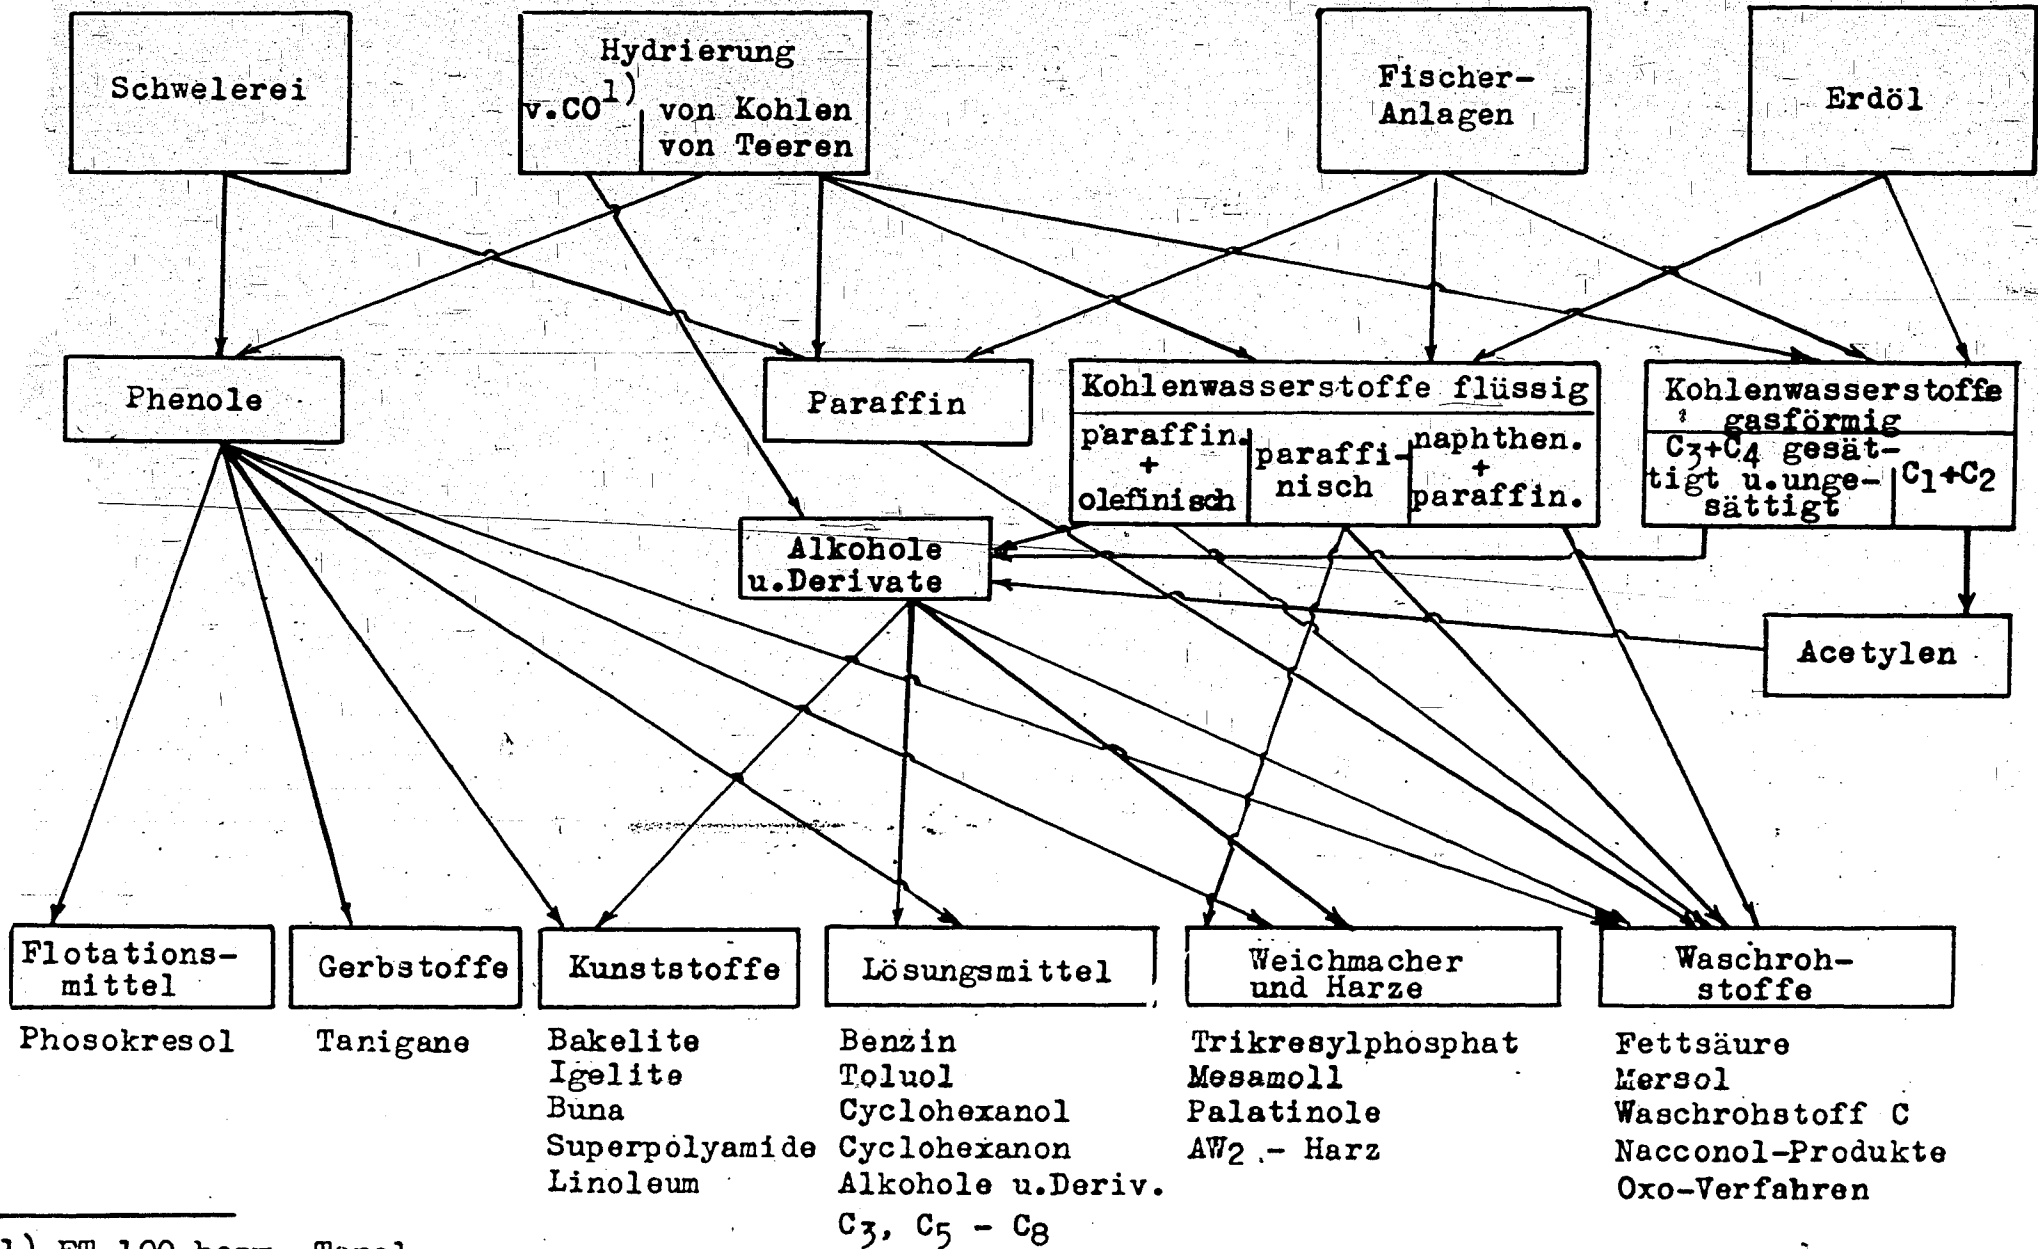 Schwelerei
Hydrierung
v.CO1)
von Kohlen
von Teeren
Fischer-
Anlagen
Erdöl
Phenole
Paraffin
Kohlenwasserstoffe flüssig
paraffin.
+
olefinisch
paraffi-
nisch
naphthen.
+
paraffin.
Kohlenwasserstoffe
gasförmig
C3+C4 gesät-
tigt u.unge-
sättigt
C1+C2
Alkohole
u.Derivate
Acetylen
Flotations-
mittel
Phosokresol
Gerbstoffe
Tanigane
Kunststoffe
Bakelite
Igelite
Buna
Superpolyamide
Linoleum
Lösungsmittel
Benzin
Toluol
Cyclohexanol
Cyclohexanon
Alkohole u.Deriv.
C3, C5 - C8
Weichmacher
und Harze
Trikresylphosphat
Mesamoll
Palatinole
AW2 - Harz
Waschroh-
stoffe
Fettsäure
Mersol
Waschrohstoff C
Nacconol-Produkte
Oxo-Verfahren